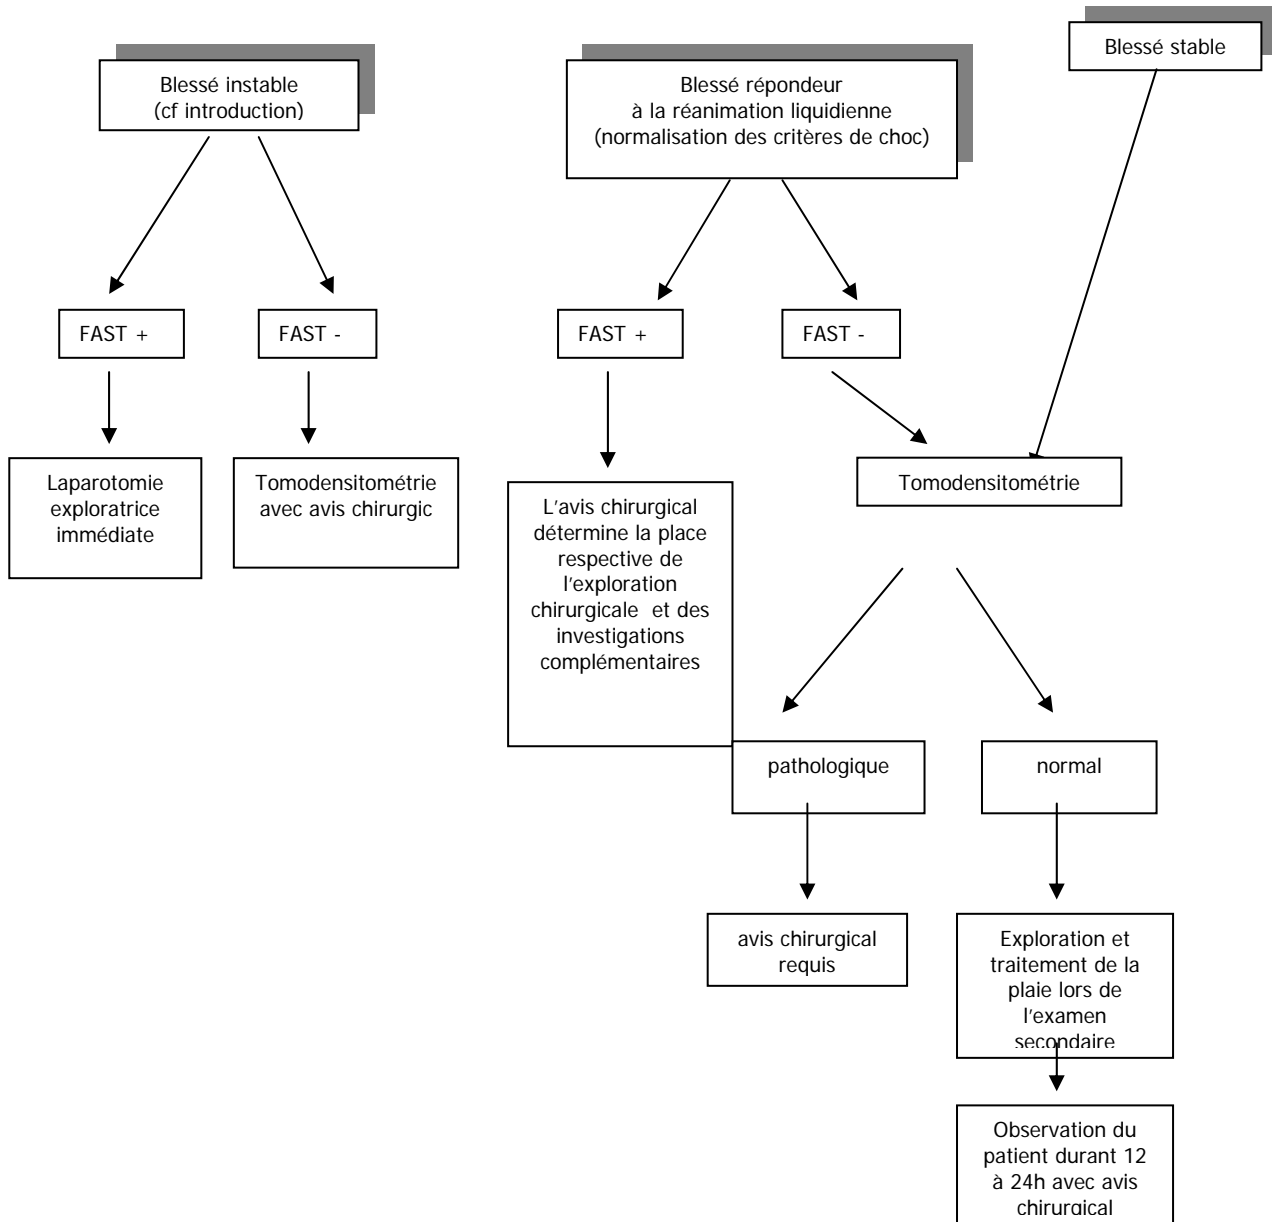 Blessé stable
Blessé instable
(cf introduction)
Blessé répondeur
à la réanimation liquidienne
(normalisation des critères de choc)
FAST +
FAST -
FAST +
FAST -
Laparotomie
exploratrice
immédiate
Tomodensitométrie
avec avis chirurgic
L'avis chirurgical
détermine la place
respective de
l'exploration
chirurgicale et des
investigations
complémentaires
Tomodensitométrie
pathologique
normal
avis chirurgical
requis
Exploration et
traitement de la
plaie lors de
l'examen
secondaire
Observation du
patient durant 12
à 24h avec avis
chirurgical